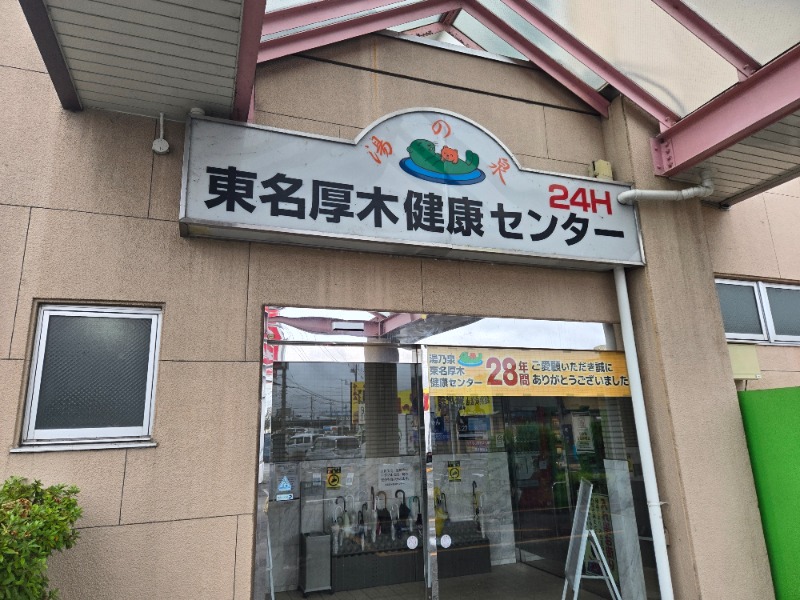 湯の泉
24H
東名厚木健康センター
湯乃泉
東名厚木
健康センター
28年間
ご愛顧いただき誠に
ありがとうございました